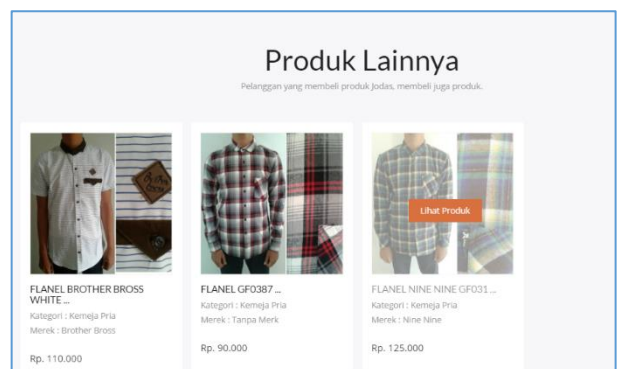 Produk Lainnya
Pelanggan yang membeli produk Jodas, membeli juga produk.
FLANEL BROTHER BROSS
WHITE ...
Kategori : Kemeja Pria
Merek : Brother Bross
Rp. 110.000
FLANEL GF0387 ...
Kategori : Kemeja Pria
Merek : Tanpa Merk
Rp. 90.000
Lihat Produk
FLANEL NINE NINE GF031 ...
Kategori : Kemeja Pria
Merek : Nine Nine
Rp. 125.000